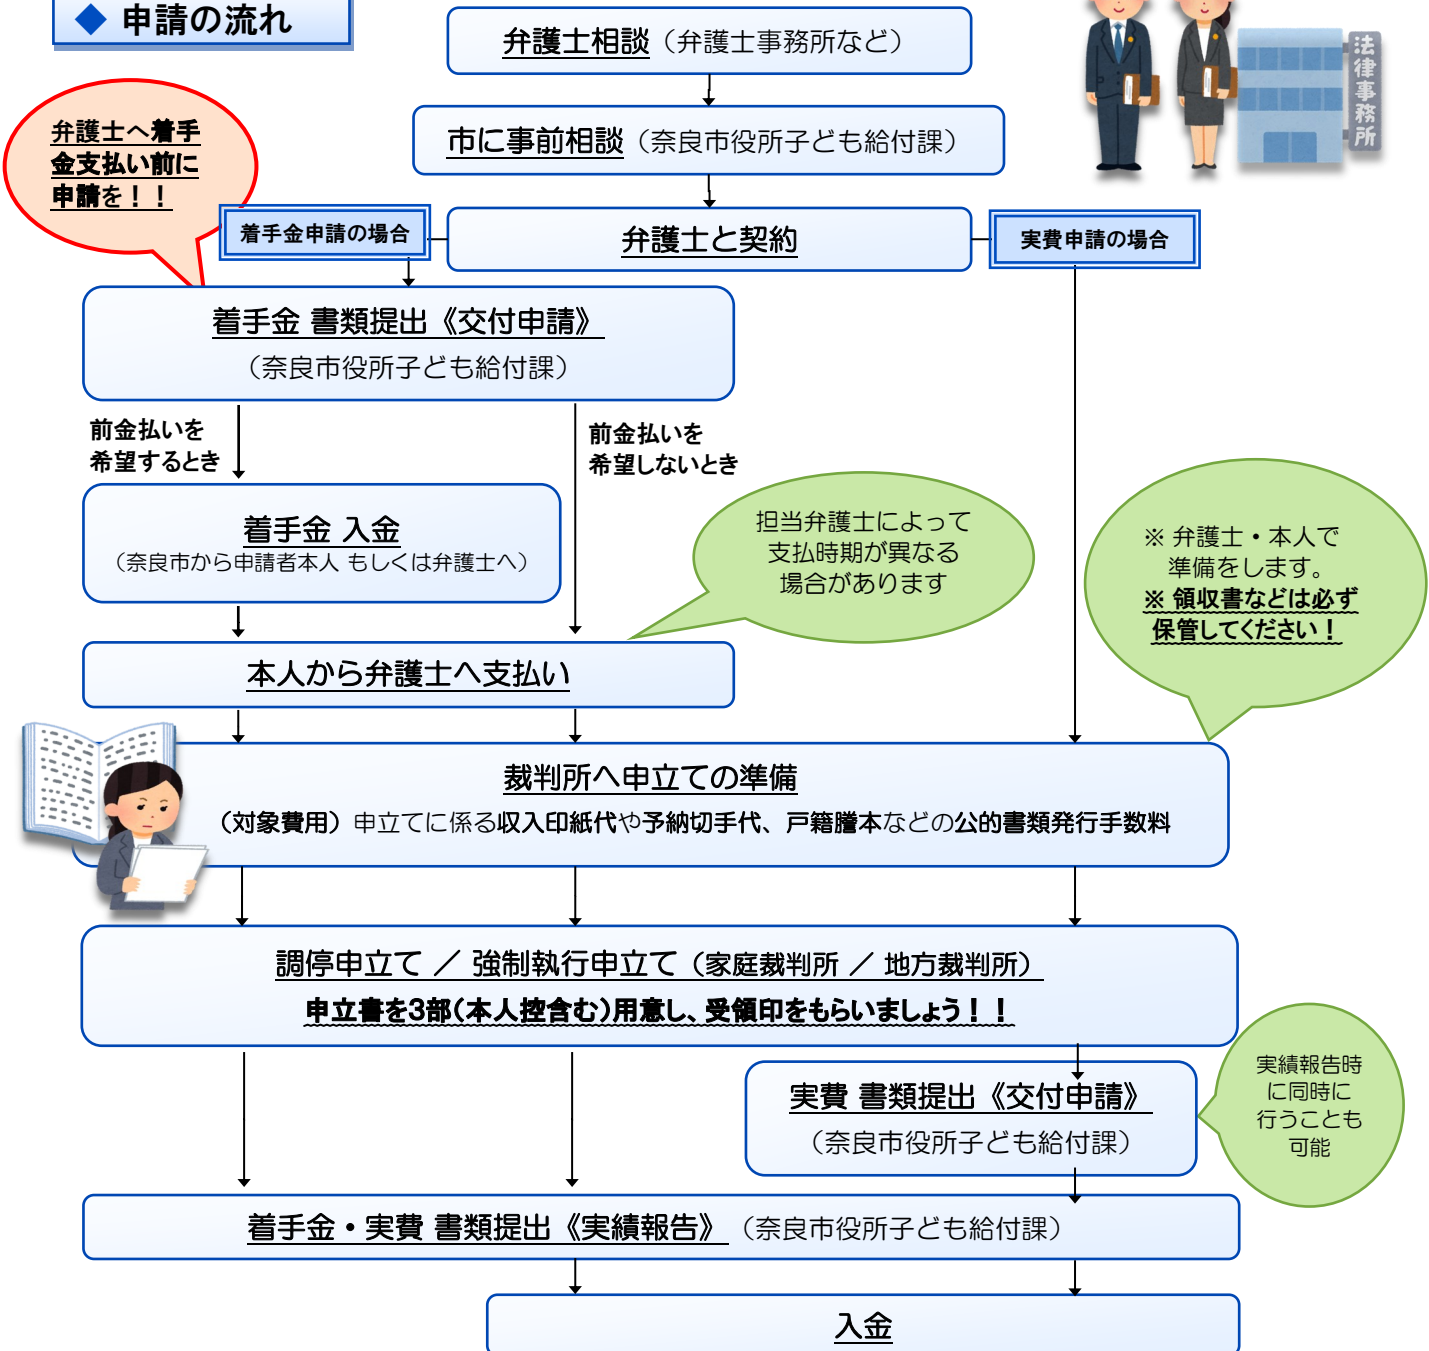 ◆ 申請の流れ
弁護士相談（弁護士事務所など）
法律事務所
市に事前相談（奈良市役所子ども給付課）
弁護士へ着手
金支払い前に
申請を！！
着手金申請の場合
弁護士と契約
実費申請の場合
着手金 書類提出《交付申請》
（奈良市役所子ども給付課）
前金払いを
希望するとき
前金払いを
希望しないとき
着手金 入金
（奈良市から申請者本人 もしくは弁護士へ）
担当弁護士によって
支払時期が異なる
場合があります
※ 弁護士・本人で
準備をします。
※ 領収書などは必ず
保管してください！
本人から弁護士へ支払い
裁判所へ申立ての準備
（対象費用）申立てに係る収入印紙代や予納切手代、戸籍謄本などの公的書類発行手数料
調停申立て ／ 強制執行申立て（家庭裁判所 ／ 地方裁判所）
申立書を3部（本人控含む）用意し、受領印をもらいましょう！！
実費 書類提出《交付申請》
（奈良市役所子ども給付課）
実績報告時
に同時に
行うことも
可能
着手金・実費 書類提出《実績報告》（奈良市役所子ども給付課）
入金